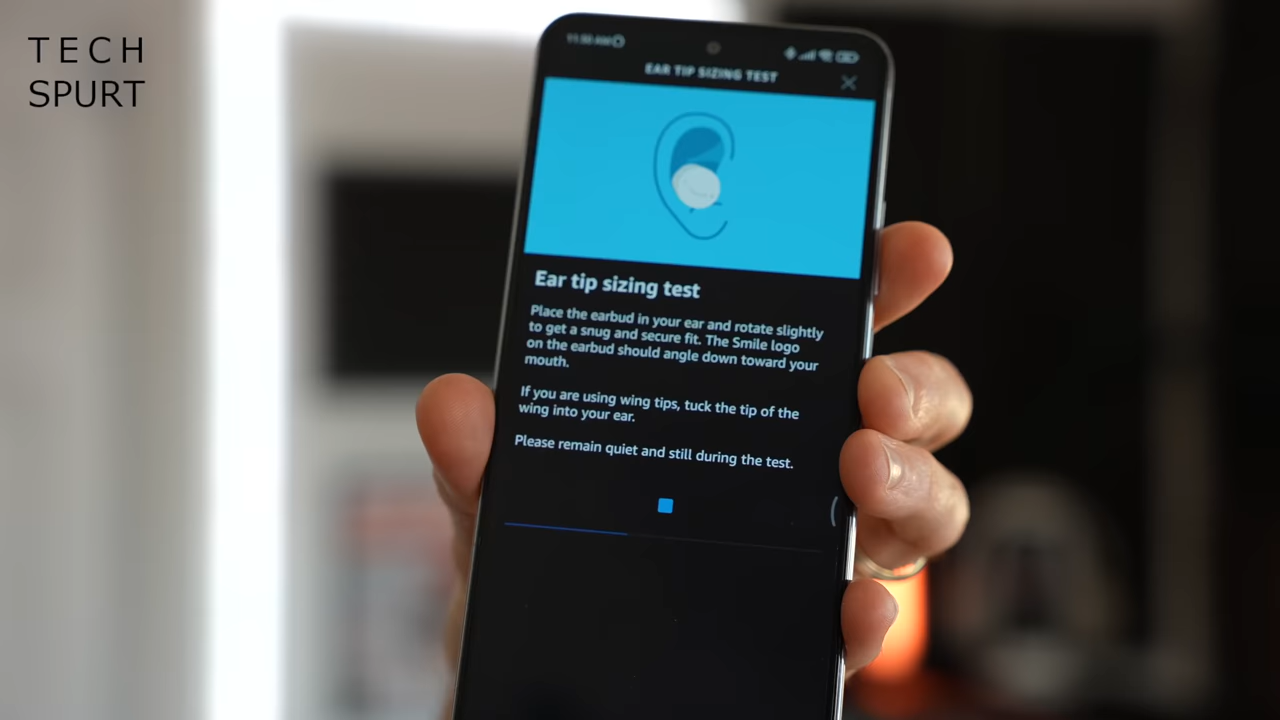 TECH
SPURT
11:50 AM
EAR TIP SIZING TEST
Ear tip sizing test
Place the earbud in your ear and rotate slightly
to get a snug and secure fit. The Smile logo
on the earbud should angle down toward your
mouth.
If you are using wing tips, tuck the tip of the
wing into your ear.
Please remain quiet and still during the test.